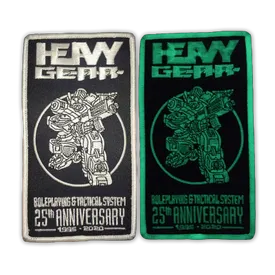 HEAVY
GEAR
ROLEPLAYING & TACTICAL SYSTEM
25th ANNIVERSARY
1995 - 2020
HEAVY
GEAR
ROLEPLAYING & TACTICAL SYSTEM
25th ANNIVERSARY
1995 - 2020